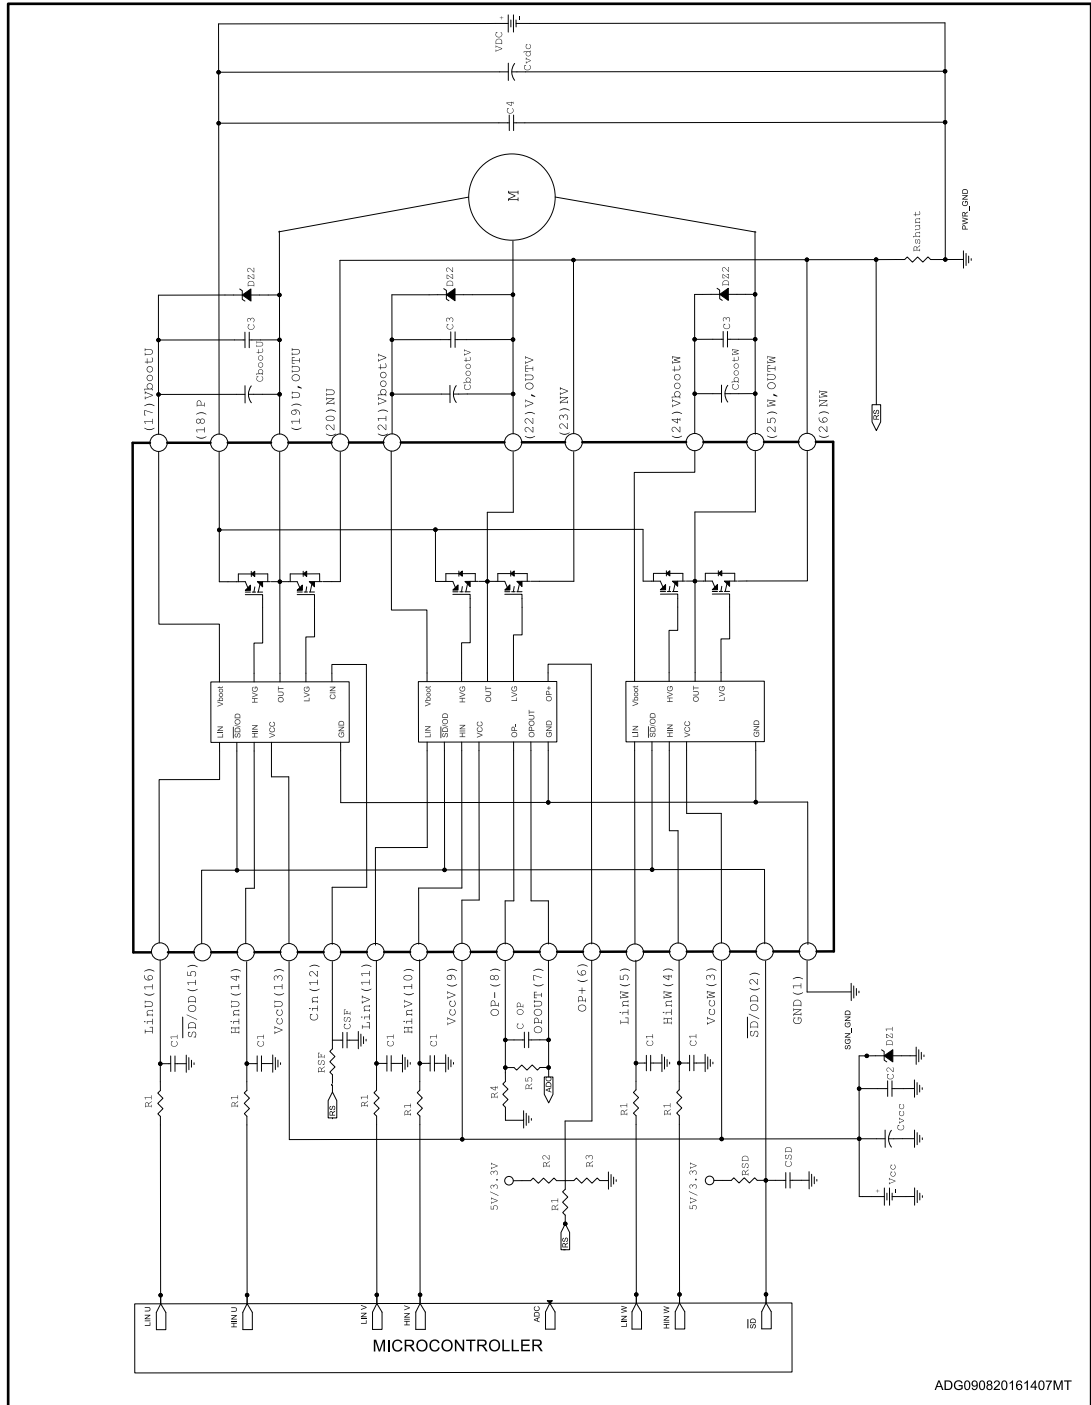 VDC
+
-
Cvdc
C4
M
PWR_GND
Rshunt
DZ2
DZ2
DZ2
C3
C3
C3
CbootU
CbootV
CbootW
RS
(17)VbootU
(18)P
(19)U,OUTU
(20)NU
(21)VbootV
(22)V,OUTV
(23)NV
(24)VbootW
(25)W,OUTW
(26)NW
Vboot
HVG
OUT
LVG
CIN
LIN
SD/OD
HIN
VCC
GND
Vboot
HVG
OUT
LVG
OP+
LIN
SD/OD
HIN
VCC
OP-
OPOUT
GND
Vboot
HVG
OUT
LVG
LIN
SD/OD
HIN
VCC
GND
LinU(16)
SD/OD(15)
HinU(14)
VccU(13)
Cin(12)
LinV(11)
HinV(10)
VccV(9)
OP-(8)
OPOUT(7)
OP+(6)
LinW(5)
HinW(4)
VccW(3)
SD/OD(2)
GND(1)
SGN_GND
C1
C1
CSF
C1
C1
C OP
C1
C1
DZ1
C2
Cvcc
Vcc
+
-
R1
R1
RSF
RS
R1
R1
R4
R5
ADC
R1
R1
5V/3.3V
R2
R3
R1
RS
5V/3.3V
RSD
CSD
LIN U
HIN U
LIN V
HIN V
ADC
LIN W
HIN W
SD
MICROCONTROLLER
ADG090820161407MT